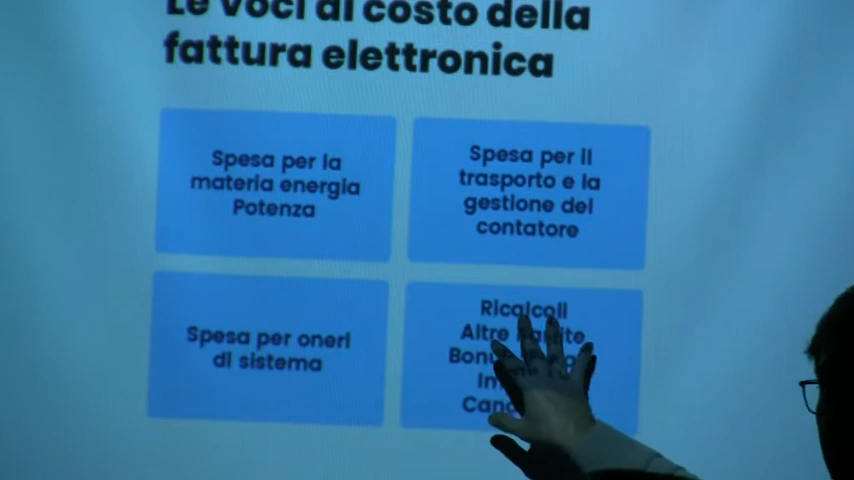 Le voci di costo della
fattura elettronica
Spesa per la
materia energia
Potenza
Spesa per il
trasporto e la
gestione del
contatore
Spesa per oneri
di sistema
Ricalcoli
Altre